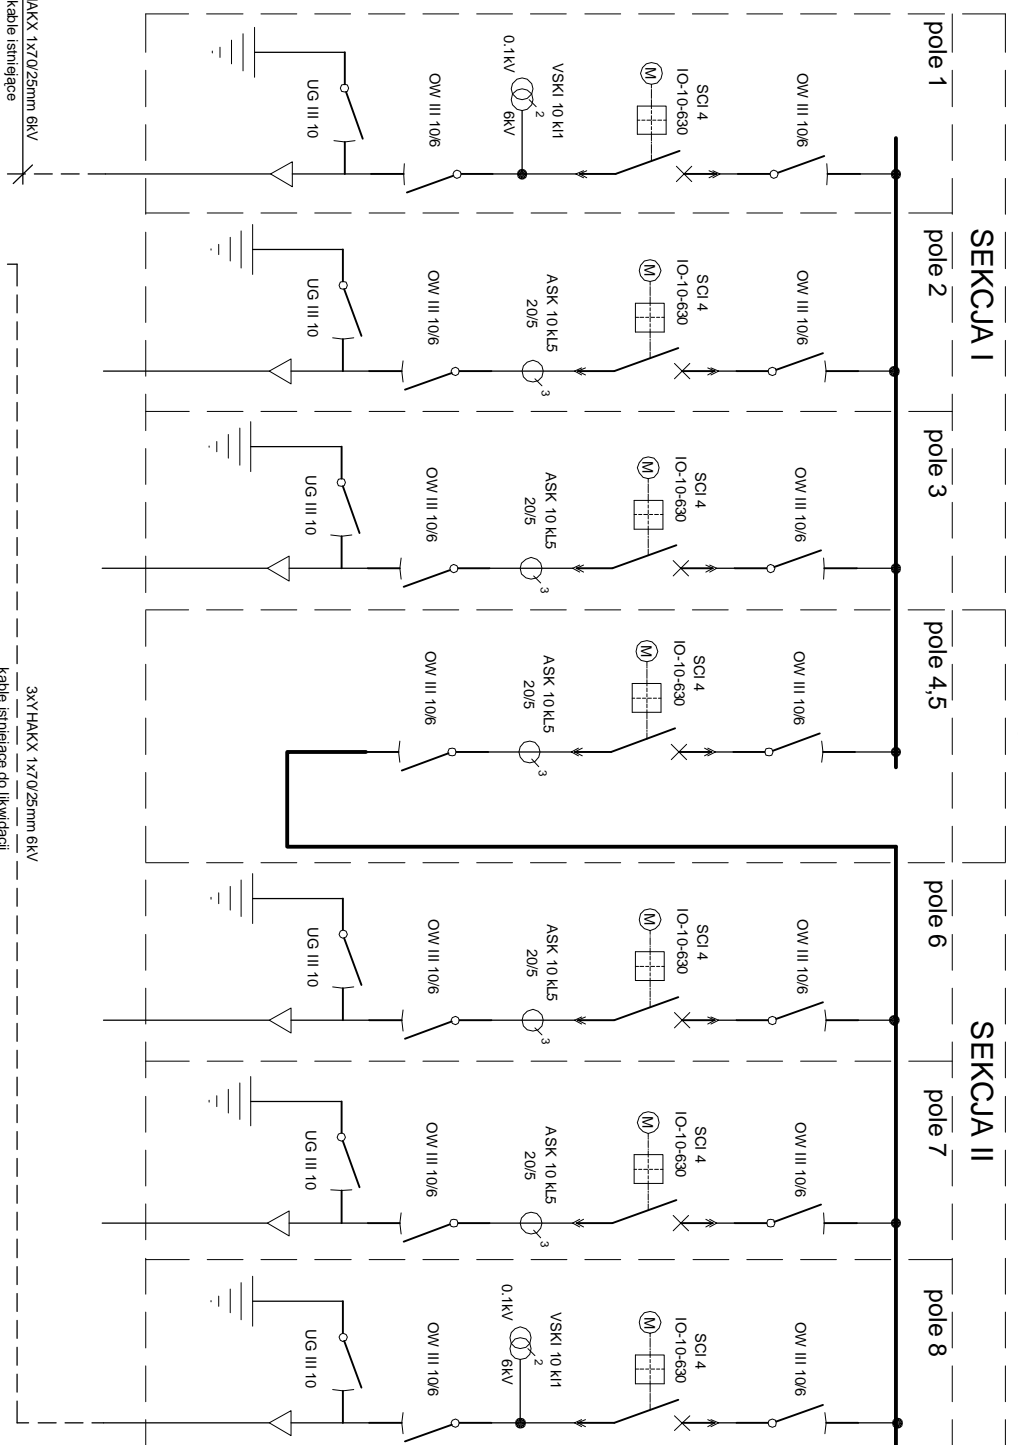 SEKCJA I
pole 1
OW III 10/6
SCI 4
IO-10-630
M
VSKI 10 kl1
2
0.1kV
6kV
OW III 10/6
UG III 10
pole 2
OW III 10/6
SCI 4
IO-10-630
M
ASK 10 kL5
20/5
3
OW III 10/6
UG III 10
pole 3
OW III 10/6
SCI 4
IO-10-630
M
ASK 10 kL5
20/5
3
OW III 10/6
UG III 10
pole 4,5
OW III 10/6
SCI 4
IO-10-630
M
ASK 10 kL5
20/5
3
OW III 10/6
SEKCJA II
pole 6
OW III 10/6
SCI 4
IO-10-630
M
ASK 10 kL5
20/5
3
OW III 10/6
UG III 10
pole 7
OW III 10/6
SCI 4
IO-10-630
M
ASK 10 kL5
20/5
3
OW III 10/6
UG III 10
pole 8
OW III 10/6
SCI 4
IO-10-630
M
VSKI 10 kl1
2
0.1kV
6kV
OW III 10/6
UG III 10
HAKX 1x70/25mm 6kV
kable istniejące
3xYHAKX 1x70/25mm 6kV
kable istniejące do likwidacji